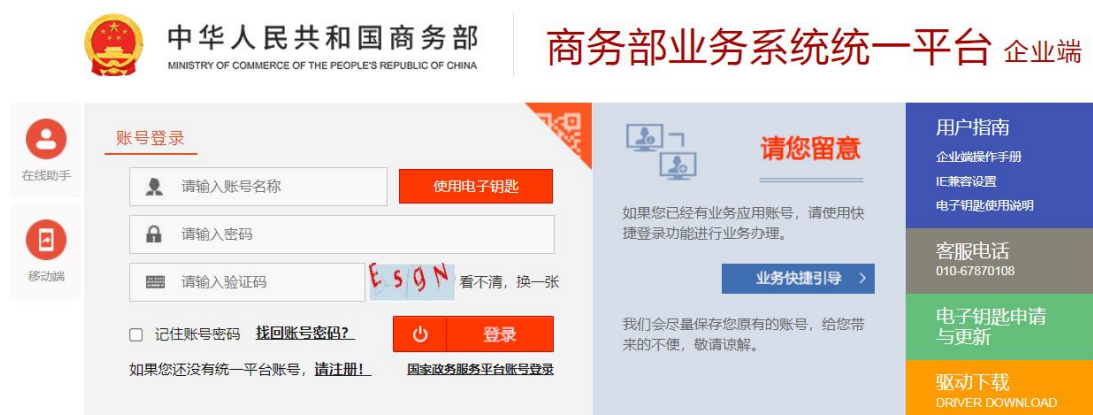 中华人民共和国商务部
MINISTRY OF COMMERCE OF THE PEOPLE'S REPUBLIC OF CHINA
商务部业务系统统一平台 企业端
在线助手
移动端
账号登录
请输入账号名称
使用电子钥匙
请输入密码
请输入验证码
EsgN
看不清，换一张
记住账号密码 找回账号密码?
登录
如果您还没有统一平台账号，请注册!
国家政务服务平台账号登录
请您留意
如果您已经有业务应用账号，请使用快
捷登录功能进行业务办理。
业务快捷引导 >
我们会尽量保存您原有的账号，给您带
来的不便，敬请谅解。
用户指南
企业端操作手册
IE兼容设置
电子钥匙使用说明
客服电话
010-67870108
电子钥匙申请
与更新
驱动下载
DRIVER DOWNLOAD